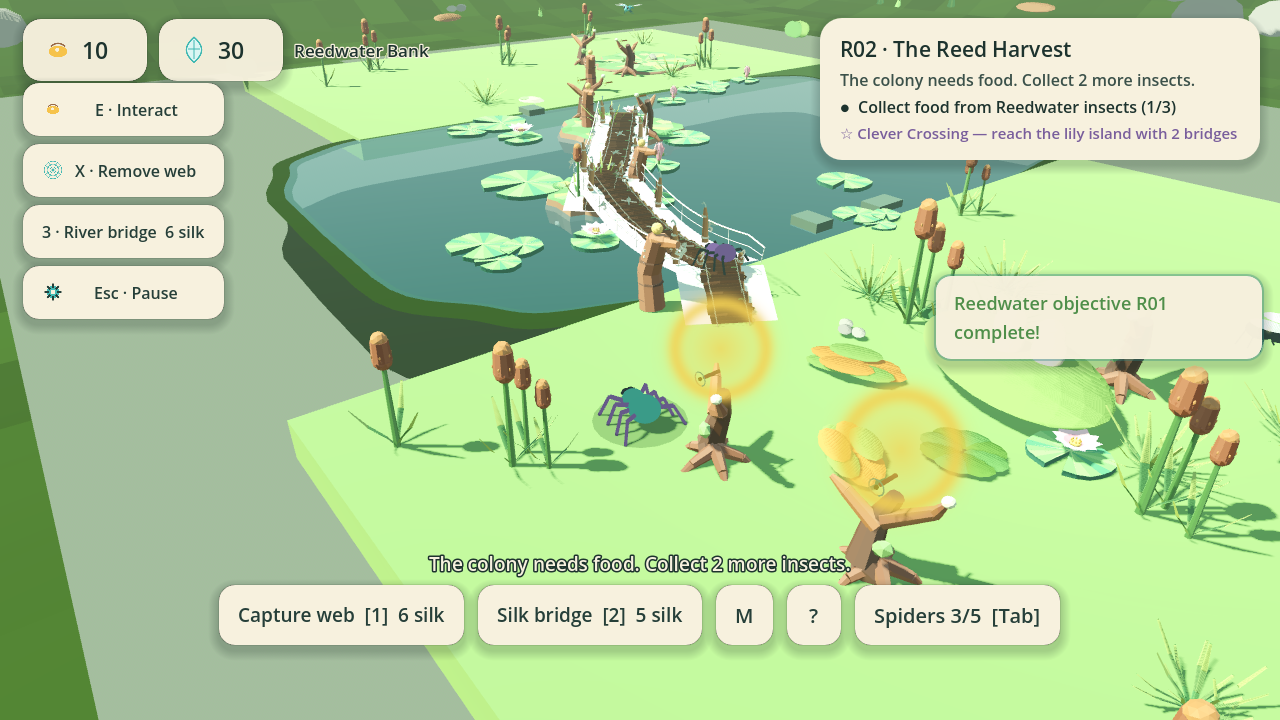 10
30
Reedwater Bank
E · Interact
X · Remove web
3 · River bridge 6 silk
Esc · Pause
R02 · The Reed Harvest
The colony needs food. Collect 2 more insects.
● Collect food from Reedwater insects (1/3)
☆ Clever Crossing — reach the lily island with 2 bridges
Reedwater objective R01
complete!
The colony needs food. Collect 2 more insects.
Capture web [1] 6 silk
Silk bridge [2] 5 silk
M
?
Spiders 3/5 [Tab]